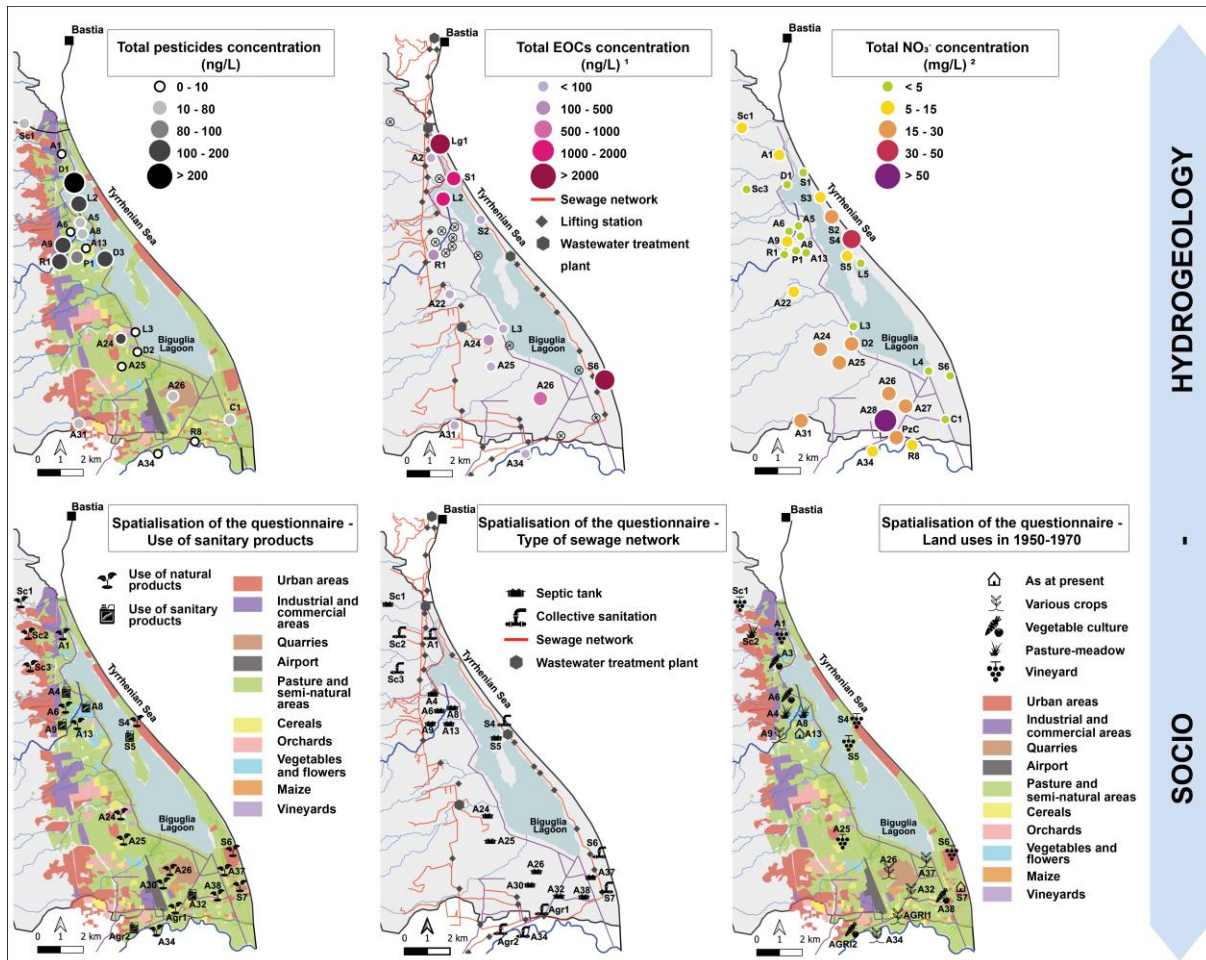 Bastia
Total pesticides concentration
(ng/L)
0 - 10
10 - 80
80 - 100
100 - 200
> 200
Sc1
A1
D1
L2
A5
A6
A8
A9
A13
R1
P1
D3
Tyrrhenian Sea
L3
A24
D2
A25
Biguglia
Lagoon
A26
C1
A31
R8
A34
0 1 2 km
Bastia
Total EOCs concentration
(ng/L) ¹
< 100
100 - 500
500 - 1000
1000 - 2000
> 2000
Sewage network
Lifting station
Wastewater treatment
plant
Lg1
A2
S1
L2
S2
R1
A22
Tyrrhenian Sea
L3
A24
A25
Biguglia
Lagoon
S6
A26
A31
A34
0 1 2 km
Bastia
Total NO₃⁻ concentration
(mg/L) ²
< 5
5 - 15
15 - 30
30 - 50
> 50
Sc1
A1
D1
S1
Sc3
S3
A5
A6
S2
A9
A8
S4
R1
P1
A13
S5
L5
Tyrrhenian Sea
A22
L3
A24
D2
A25
Biguglia
Lagoon
L4
S6
A26
A27
A28
C1
A31
PzC
A34
R8
0 1 2 km
HYDROGEOLOGY
-
SOCIO
Bastia
Spatialisation of the questionnaire -
Use of sanitary products
Use of natural
products
Use of sanitary
products
Urban areas
Industrial and
commercial
areas
Quarries
Airport
Pasture and
semi-natural
areas
Cereals
Orchards
Vegetables
and flowers
Maize
Vineyards
Sc1
Sc2
A1
Sc3
Tyrrhenian Sea
A4
A6
A8
A9
A13
S4
S5
A24
A25
Biguglia
Lagoon
S6
A26
A37
A30
A38
S7
A32
Agr1
Agr2
A34
0 1 2 km
Bastia
Spatialisation of the questionnaire -
Type of sewage network
Septic tank
Collective sanitation
Sewage network
Wastewater treatment plant
Sc1
Sc2
A1
Sc3
Tyrrhenian Sea
A4
A6
A8
A9
A13
S4
S5
A24
A25
Biguglia
Lagoon
S6
A26
A37
A30
A32
A38
S7
Agr1
Agr2
A34
0 1 2 km
Bastia
Spatialisation of the questionnaire -
Land uses in 1950-1970
As at present
Various crops
Vegetable culture
Pasture-meadow
Vineyard
Urban areas
Industrial and
commercial areas
Quarries
Airport
Pasture and
semi-natural areas
Cereals
Orchards
Vegetables and
flowers
Maize
Vineyards
Sc1
Sc2
A1
A3
Tyrrhenian Sea
A6
A4
A8
A9
A13
S4
S5
A25
Biguglia
Lagoon
S6
A26
A37
A32
S7
A38
AGRI1
AGRI2
A34
0 1 2 km